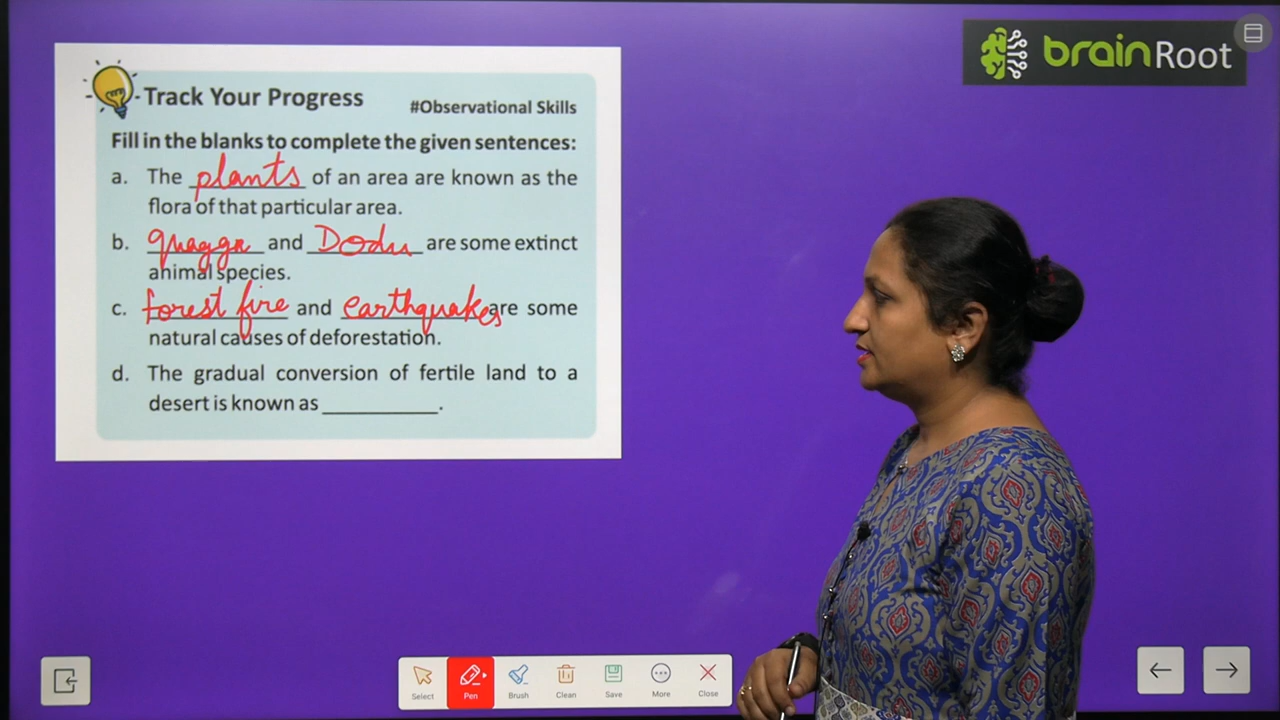 brainRoot
Track Your Progress
#Observational Skills
Fill in the blanks to complete the given sentences:
a. The plants of an area are known as the
flora of that particular area.
b. quagga and Dodu are some extinct
animal species.
c. forest fire and earthquakes are some
natural causes of deforestation.
d. The gradual conversion of fertile land to a
desert is known as __________.
Select Pen Brush Clean Save More Close